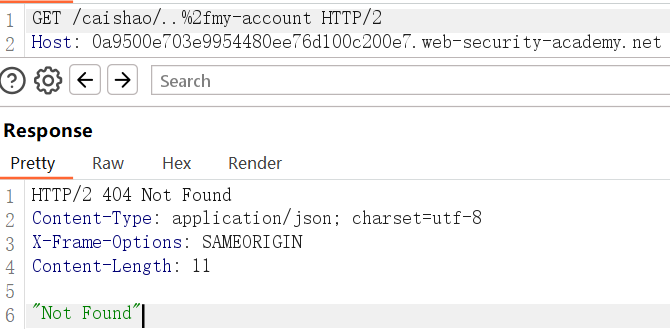 1 GET /caishao/..%2fmy-account HTTP/2
2 Host: 0a9500e703e9954480ee76d100c200e7.web-security-academy.net
Search
Response
Pretty Raw Hex Render
1 HTTP/2 404 Not Found
2 Content-Type: application/json; charset=utf-8
3 X-Frame-Options: SAMEORIGIN
4 Content-Length: 11
5
6 "Not Found"